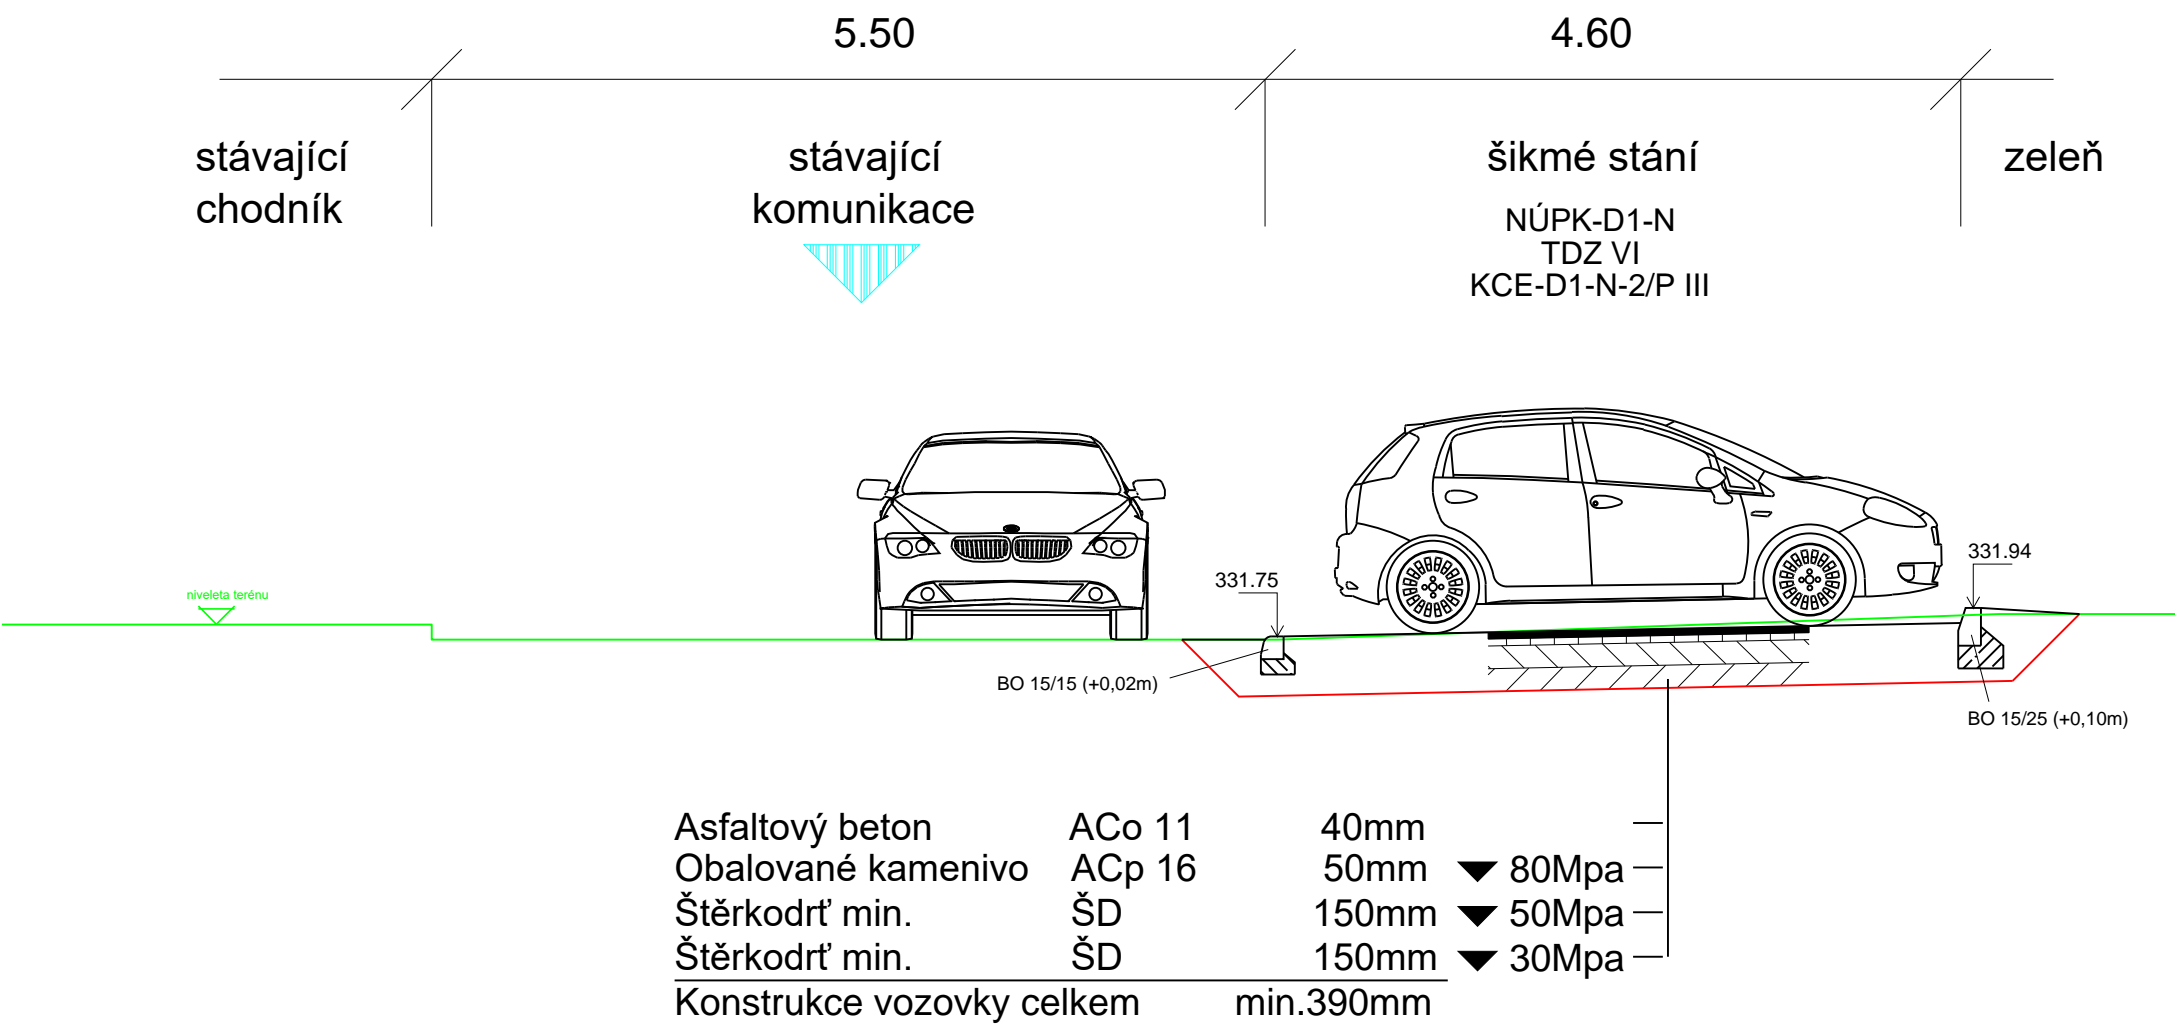 5.50
4.60
stávající
chodník
stávající
komunikace
šikmé stání
zeleň
NÚPK-D1-N
TDZ VI
KCE-D1-N-2/P III
niveleta terénu
331.75
331.94
BO 15/15 (+0,02m)
BO 15/25 (+0,10m)
Asfaltový beton ACo 11 40mm
Obalované kamenivo ACp 16 50mm 80Mpa
Štěrkodrť min. ŠD 150mm 50Mpa
Štěrkodrť min. ŠD 150mm 30Mpa
Konstrukce vozovky celkem min.390mm